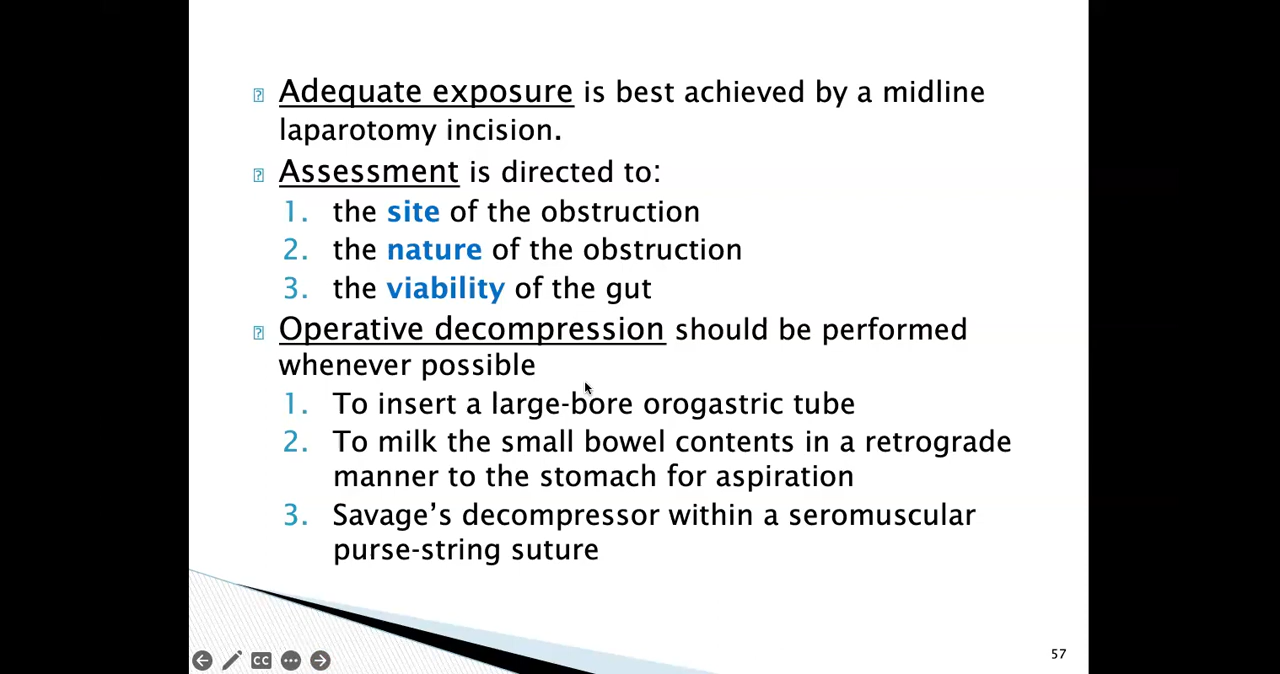 Adequate exposure is best achieved by a midline
laparotomy incision.
Assessment is directed to:
1. the site of the obstruction
2. the nature of the obstruction
3. the viability of the gut
Operative decompression should be performed
whenever possible
1. To insert a large-bore orogastric tube
2. To milk the small bowel contents in a retrograde
manner to the stomach for aspiration
3. Savage’s decompressor within a seromuscular
purse-string suture
CC
57